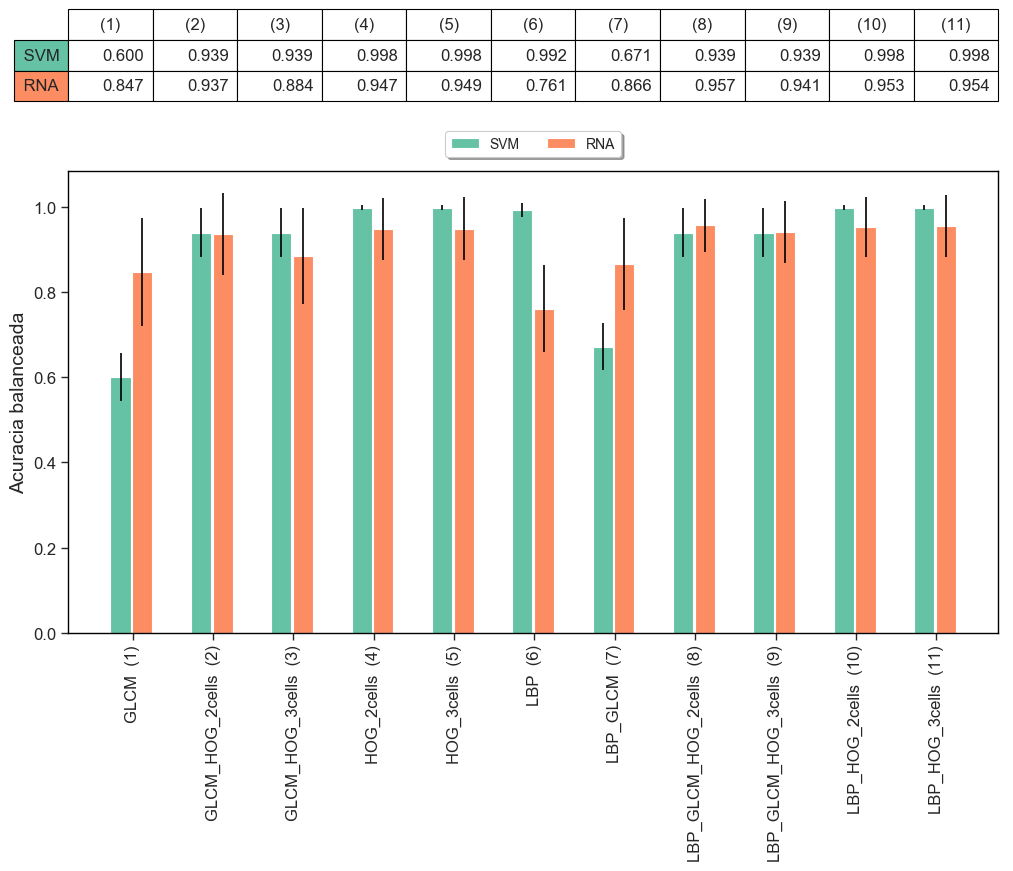 (1) (2) (3) (4) (5) (6) (7) (8) (9) (10) (11)
SVM 0.600 0.939 0.939 0.998 0.998 0.992 0.671 0.939 0.939 0.998 0.998
RNA 0.847 0.937 0.884 0.947 0.949 0.761 0.866 0.957 0.941 0.953 0.954
SVM RNA
Acuracia balanceada
1.0
0.8
0.6
0.4
0.2
0.0
GLCM (1)
GLCM_HOG_2cells (2)
GLCM_HOG_3cells (3)
HOG_2cells (4)
HOG_3cells (5)
LBP (6)
LBP_GLCM (7)
LBP_GLCM_HOG_2cells (8)
LBP_GLCM_HOG_3cells (9)
LBP_HOG_2cells (10)
LBP_HOG_3cells (11)